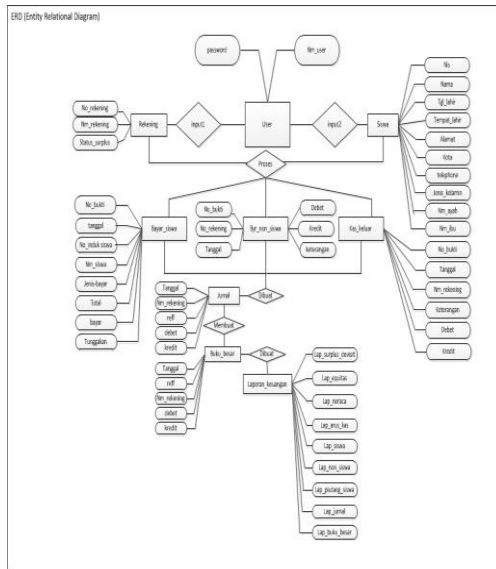 ERD (Entity Relational Diagram)
password
Nm_user
No_rekening
Nm_rekening
Status_surplus
Rekening
input1
User
input2
Siswa
Nis
Nama
Tgl_lahir
Tempat_lahir
Alamat
Kota
telephone
Jenis_kelamin
Nm_ayah
Nm_ibu
Proses
No_bukti
tanggal
No_induk siswa
Nm_siswa
Jenis-bayar
Total
bayar
Tunggakan
Bayar_siswa
No_bukti
No_rekening
Tanggal
Byr_non_siswa
Debet
Kredit
keterangan
Kas_keluar
No_bukti
Tanggal
Nm_rekening
Keterangan
Debet
Kredit
Tanggal
Nm_rekening
reff
debet
kredit
Jurnal
Dibuat
Membuat
Tanggal
reff
Nm_rekening
debet
kredit
Buku_besar
Dibuat
Laporan_keuangan
Lap_surplus_devisit
Lap_equitas
Lap_neraca
Lap_arus_kas
Lap_siswa
Lap_non_siswa
Lap_piutang_siswa
Lap_jurnal
Lap_buku_besar